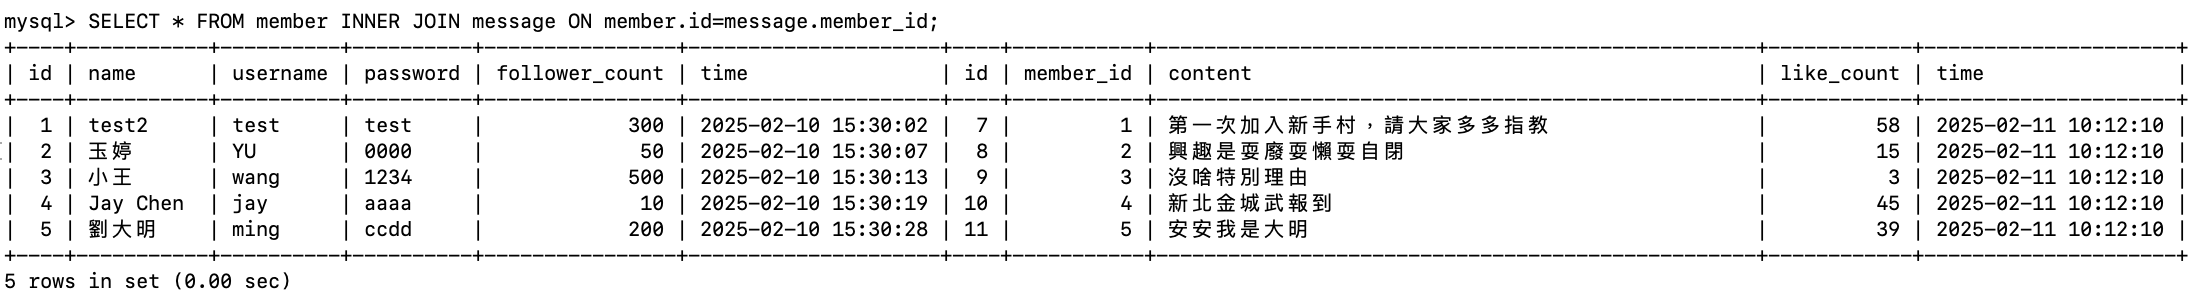 mysql> SELECT * FROM member INNER JOIN message ON member.id=message.member_id;
+----+-----------+----------+----------+----------------+---------------------+----+-----------+--------------------------------------------------+------------+---------------------+
| id | name | username | password | follower_count | time | id | member_id | content | like_count | time |
+----+-----------+----------+----------+----------------+---------------------+----+-----------+--------------------------------------------------+------------+---------------------+
| 1 | test2 | test | test | 300 | 2025-02-10 15:30:02 | 7 | 1 | 第一次加入新手村，請大家多多指教 | 58 | 2025-02-11 10:12:10 |
| 2 | 玉婷 | YU | 0000 | 50 | 2025-02-10 15:30:07 | 8 | 2 | 興趣是耍廢耍懶耍自閉 | 15 | 2025-02-11 10:12:10 |
| 3 | 小王 | wang | 1234 | 500 | 2025-02-10 15:30:13 | 9 | 3 | 沒啥特別理由 | 3 | 2025-02-11 10:12:10 |
| 4 | Jay Chen | jay | aaaa | 10 | 2025-02-10 15:30:19 | 10 | 4 | 新北金城武報到 | 45 | 2025-02-11 10:12:10 |
| 5 | 劉大明 | ming | ccdd | 200 | 2025-02-10 15:30:28 | 11 | 5 | 安安我是大明 | 39 | 2025-02-11 10:12:10 |
+----+-----------+----------+----------+----------------+---------------------+----+-----------+--------------------------------------------------+------------+---------------------+
5 rows in set (0.00 sec)